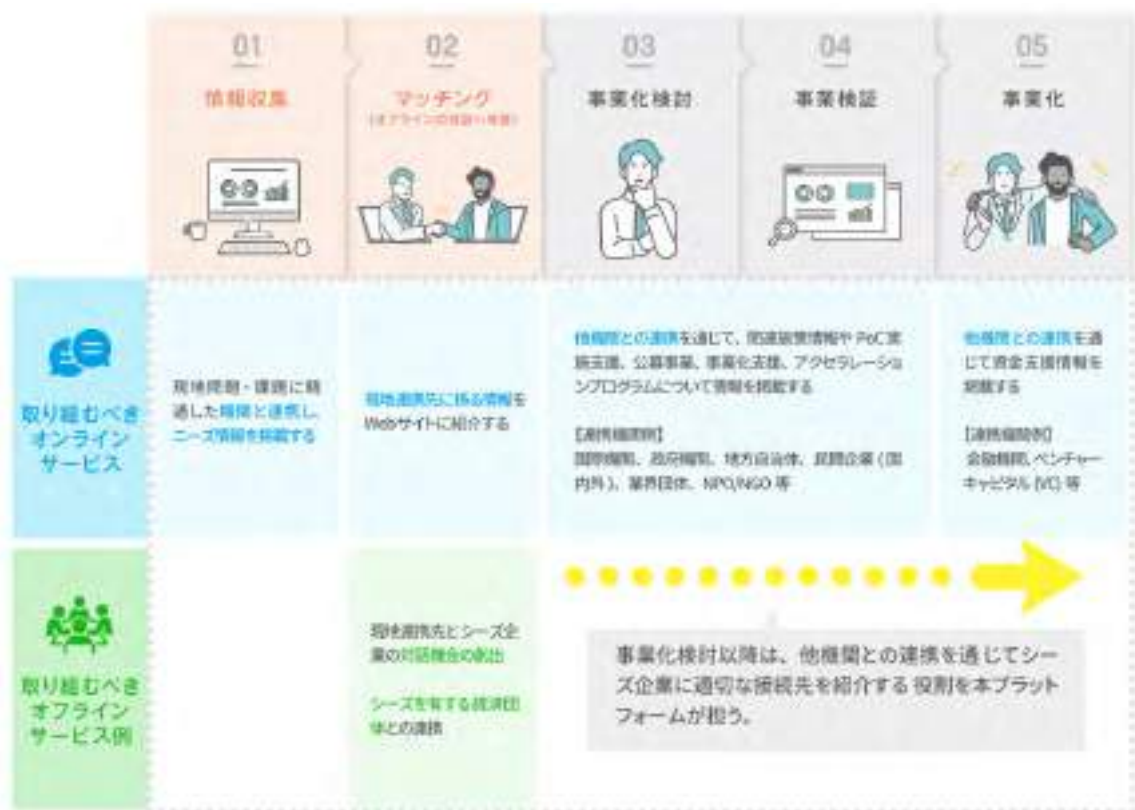 01
情報収集
02
マッチング
03
事業化検討
04
事業検証
05
事業化
取り組むべき
オンライン
サービス
現地問題・課題に精
通した機関と連携し、
ニーズ情報を掲載する
現地連携先に係る情報を
Webサイトに紹介する
他機関との連携を通じて、関連施策情報や PoC 実
施支援、公募事業、事業化支援、アクセラレーショ
ンプログラムについて情報を掲載する
【連携機関例】
国際機関、政府機関、地方自治体、民間企業 (国
内外)、業界団体、NPO/NGO 等
他機関との連携を通
じて資金支援情報を
掲載する
【連携機関例】
金融機関、ベンチャー
キャピタル (VC) 等
取り組むべき
オフライン
サービス例
現地連携先とシーズ企
業の対話機会の創出
シーズを有する経済団
体との連携
事業化検討以降は、他機関との連携を通じてシー
ズ企業に適切な接続先を紹介する役割を本プラット
フォームが担う。